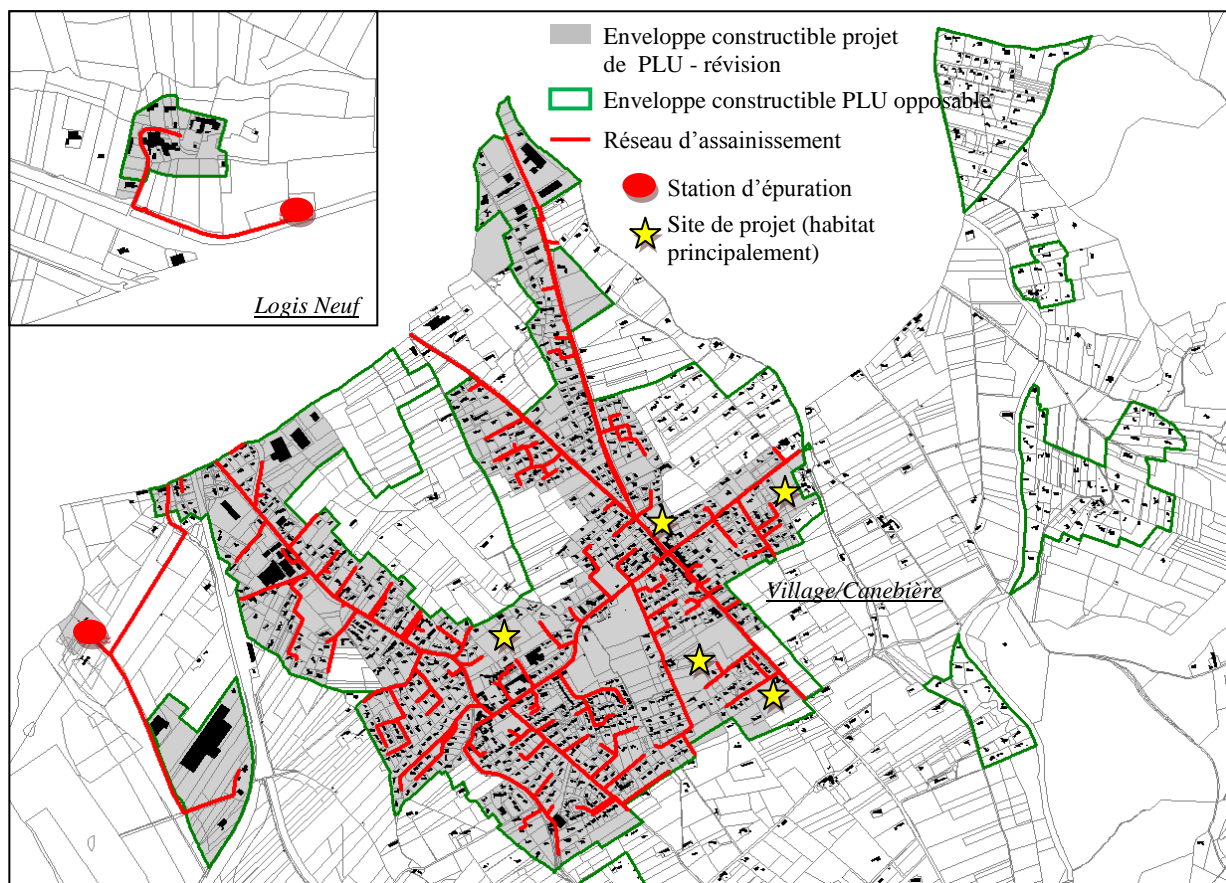 Enveloppe constructible projet
de PLU - révision
Enveloppe constructible PLU opposable
Réseau d'assainissement
Station d'épuration
Site de projet (habitat
principalement)
Logis Neuf
Village/Canebière